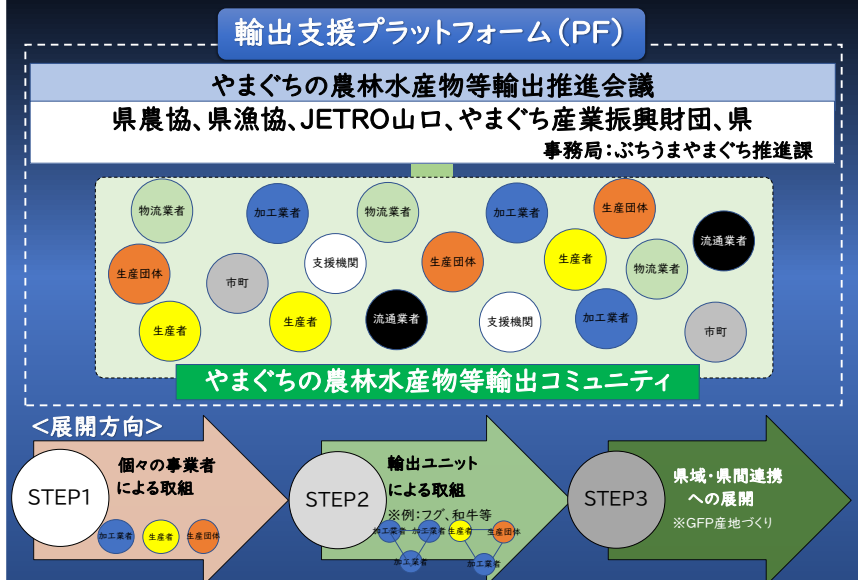 輸出支援プラットフォーム(PF)
やまぐちの農林水産物等輸出推進会議
県農協、県漁協、JETRO山口、やまぐち産業振興財団、県
事務局:ぶちうまやまぐち推進課
物流業者
加工業者
物流業者
加工業者
生産団体
流通業者
生産団体
市町
支援機関
生産団体
生産者
物流業者
生産者
生産者
流通業者
支援機関
加工業者
市町
やまぐちの農林水産物等輸出コミュニティ
<展開方向>
STEP1
個々の事業者
による取組
加工業者
生産者
生産団体
STEP2
輸出ユニット
による取組
※例:フグ、和牛等
加工業者
加工業者
生産者
生産団体
加工業者
加工業者
STEP3
県域・県間連携
への展開
※GFP産地づくり